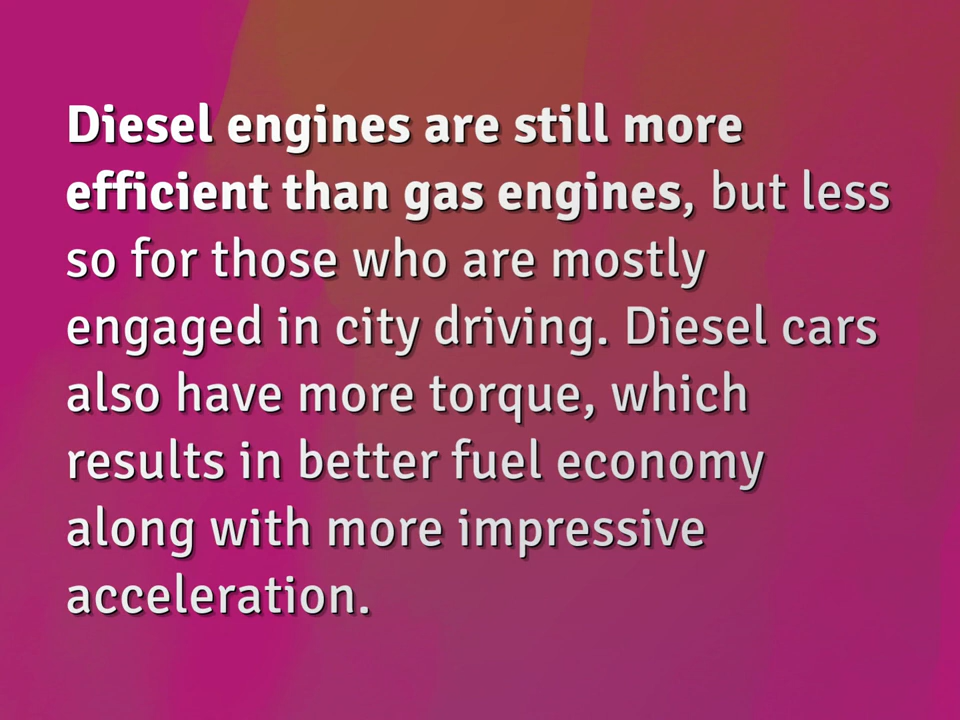 Diesel engines are still more
efficient than gas engines, but less
so for those who are mostly
engaged in city driving. Diesel cars
also have more torque, which
results in better fuel economy
along with more impressive
acceleration.